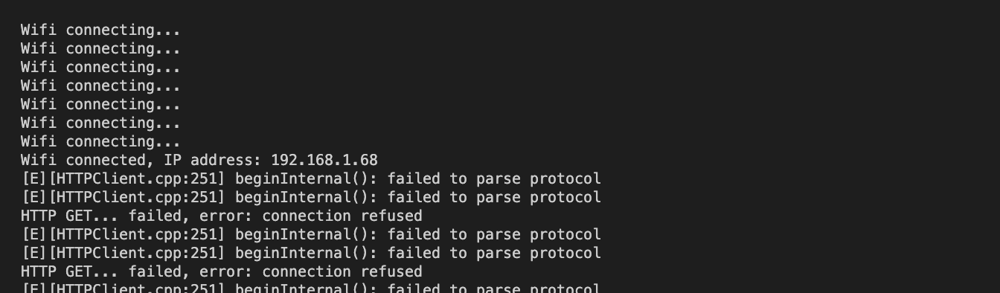 Wifi connecting...
Wifi connecting...
Wifi connecting...
Wifi connecting...
Wifi connecting...
Wifi connecting...
Wifi connecting...
Wifi connected, IP address: 192.168.1.68
[E][HTTPClient.cpp:251] beginInternal(): failed to parse protocol
[E][HTTPClient.cpp:251] beginInternal(): failed to parse protocol
HTTP GET... failed, error: connection refused
[E][HTTPClient.cpp:251] beginInternal(): failed to parse protocol
[E][HTTPClient.cpp:251] beginInternal(): failed to parse protocol
HTTP GET... failed, error: connection refused
[E][HTTPClient.cpp:251] beginInternal(): failed to parse protocol